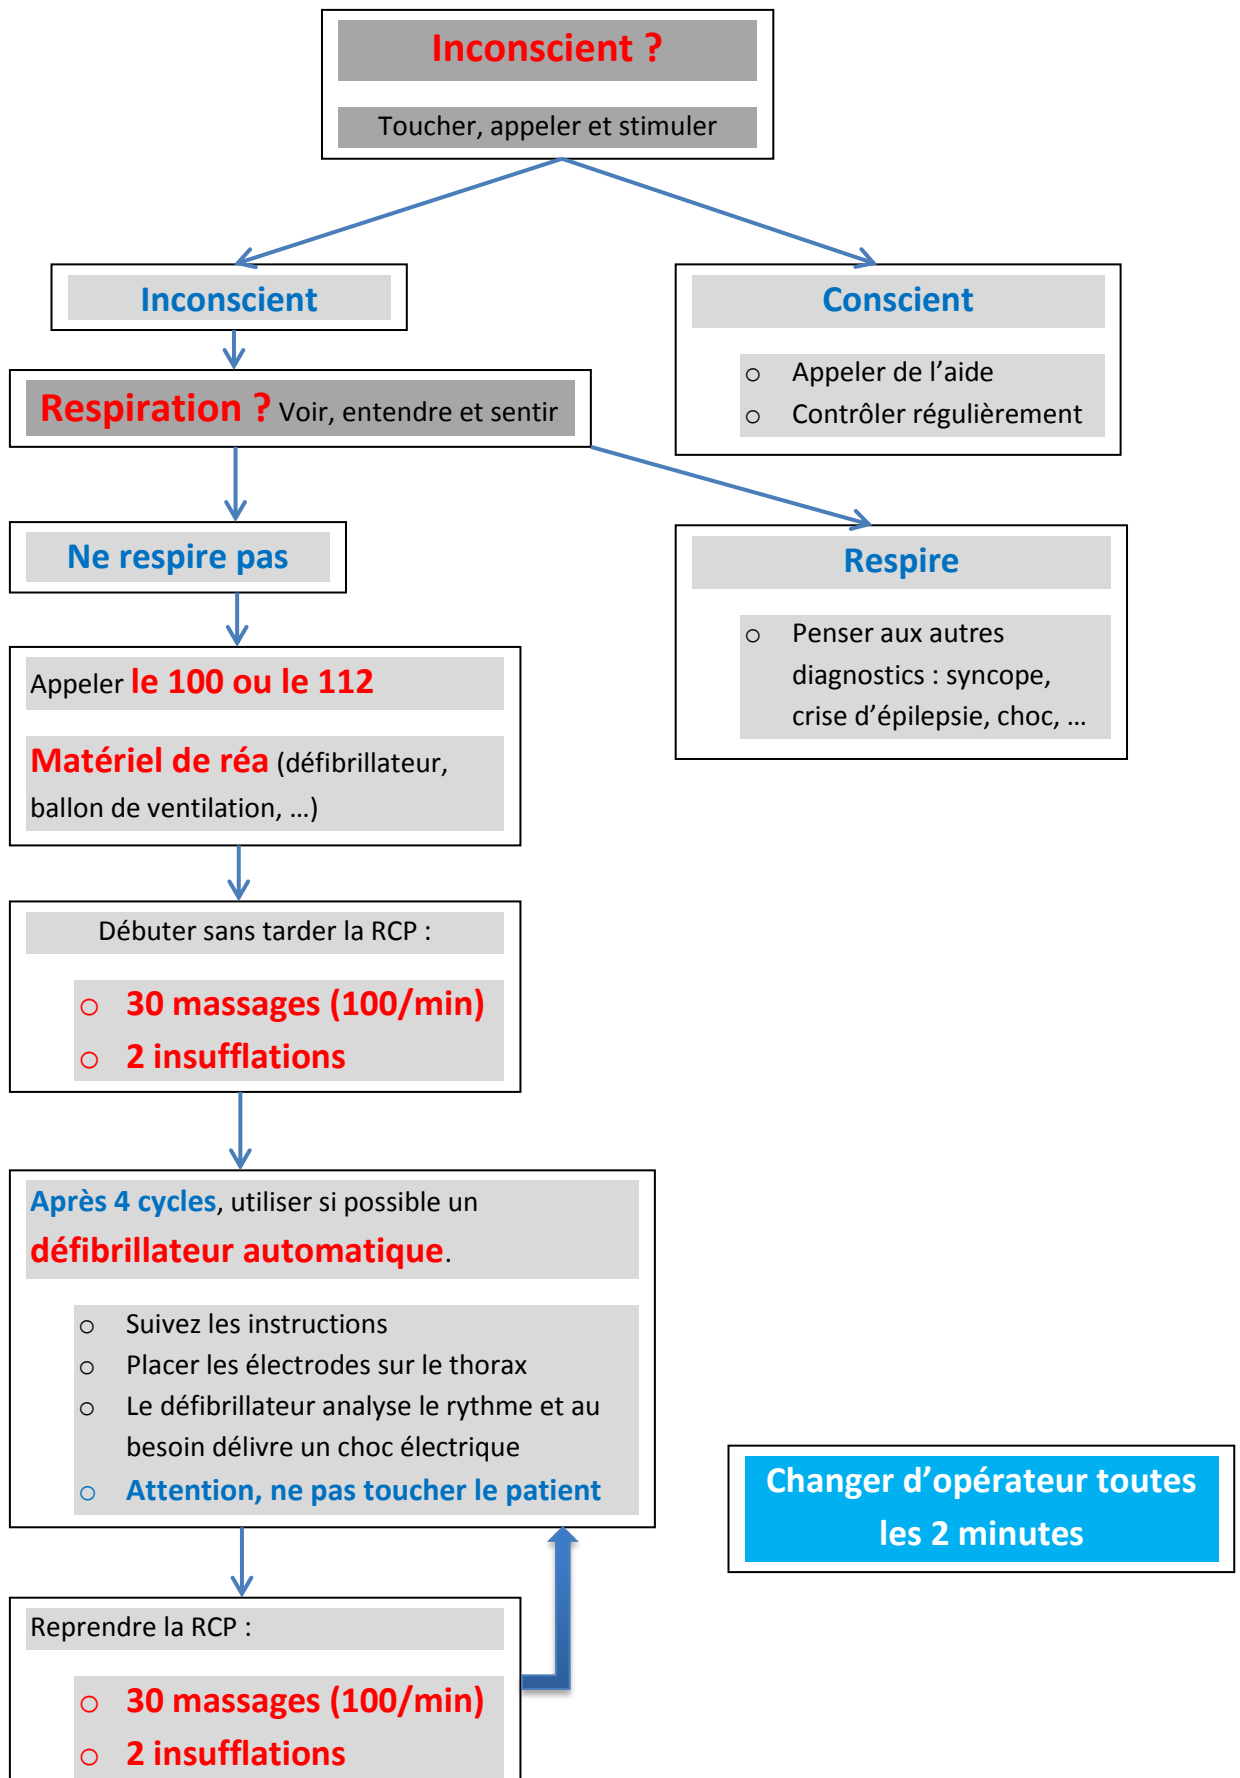 Inconscient ?
Toucher, appeler et stimuler
Inconscient
Conscient
o Appeler de l’aide
o Contrôler régulièrement
Respiration ? Voir, entendre et sentir
Ne respire pas
Respire
o Penser aux autres
diagnostics : syncope,
crise d’épilepsie, choc, …
Appeler le 100 ou le 112
Matériel de réa (défibrillateur,
ballon de ventilation, …)
Débuter sans tarder la RCP :
o 30 massages (100/min)
o 2 insufflations
Après 4 cycles, utiliser si possible un
défibrillateur automatique.
o Suivez les instructions
o Placer les électrodes sur le thorax
o Le défibrillateur analyse le rythme et au
besoin délivre un choc électrique
o Attention, ne pas toucher le patient
Changer d’opérateur toutes
les 2 minutes
Reprendre la RCP :
o 30 massages (100/min)
o 2 insufflations